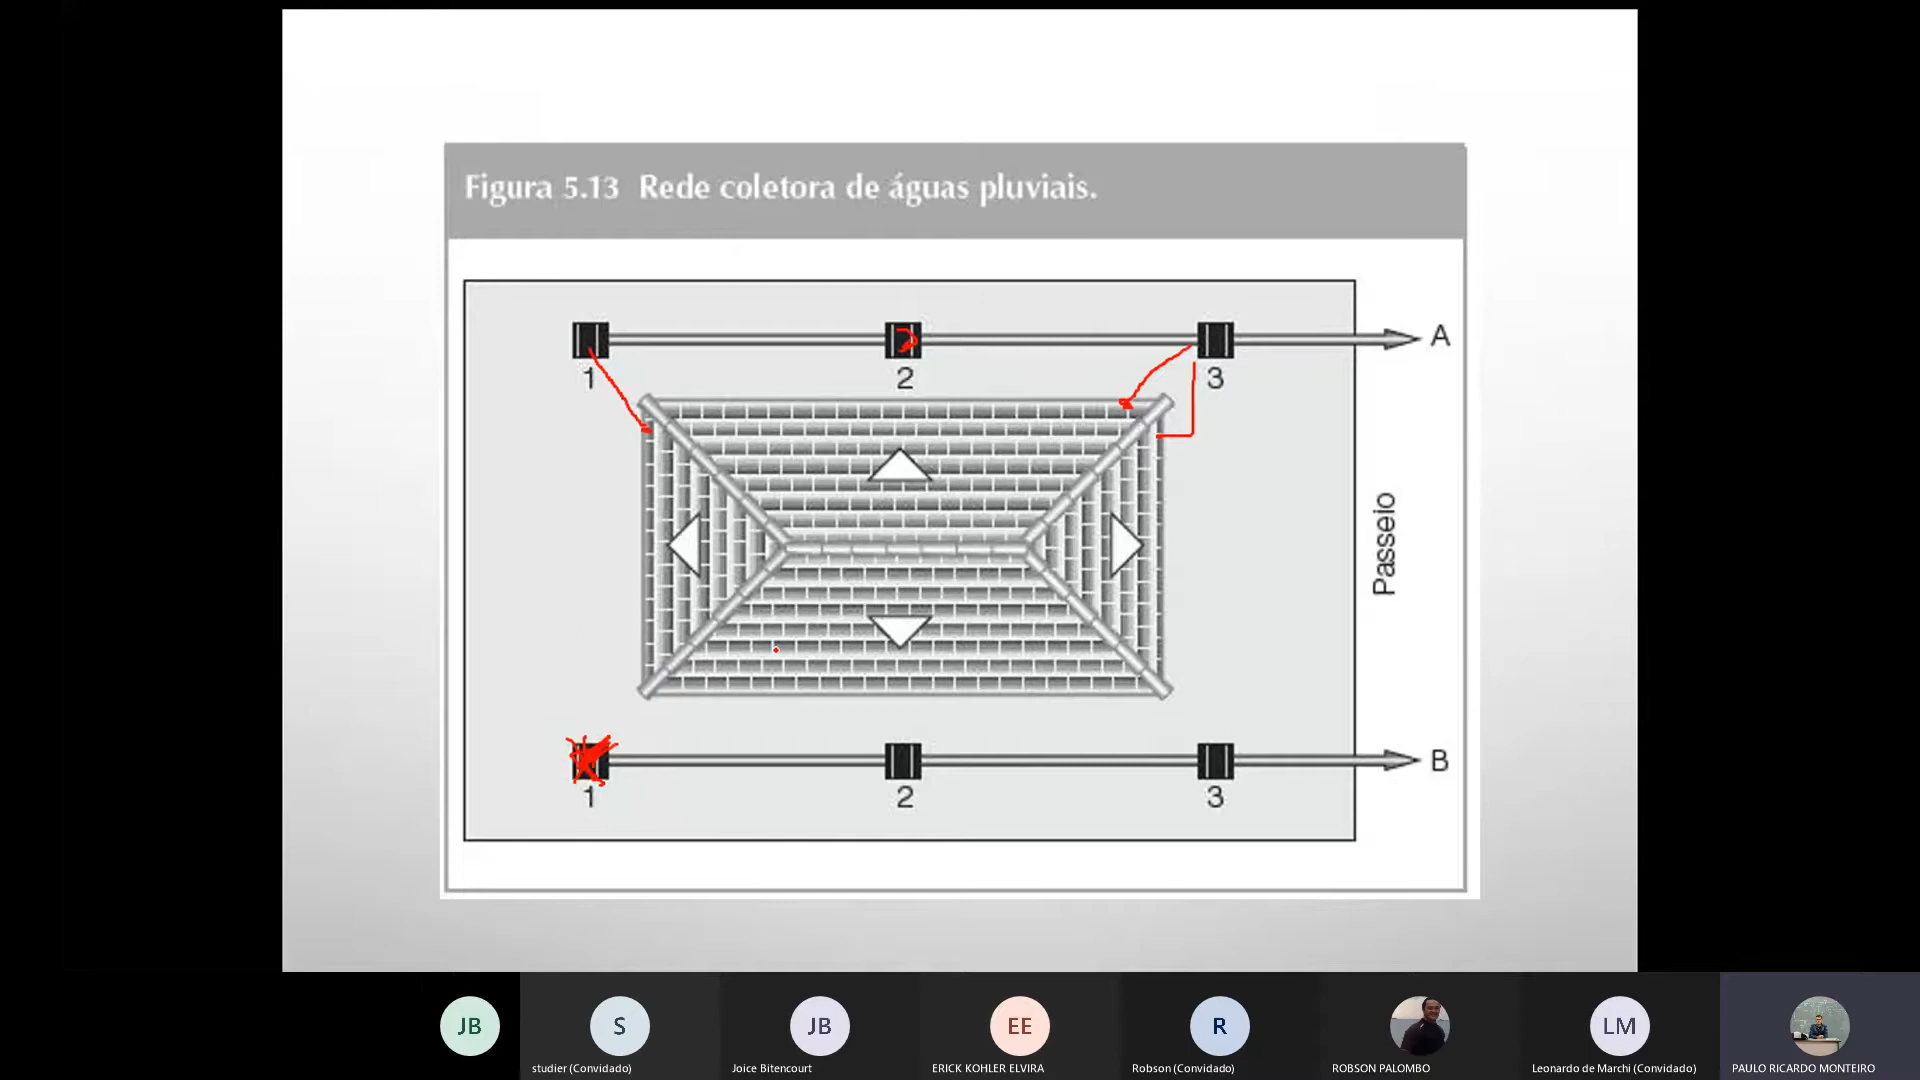 Figura 5.13 Rede coletora de águas pluviais.
1
2
3
A
Passeio
1
2
3
B
JB
S
studier (Convidado)
JB
Joice Bitencourt
EE
ERICK KOHLER ELVIRA
R
Robson (Convidado)
ROBSON PALOMBO
LM
Leonardo de Marchi (Convidado)
PAULO RICARDO MONTEIRO